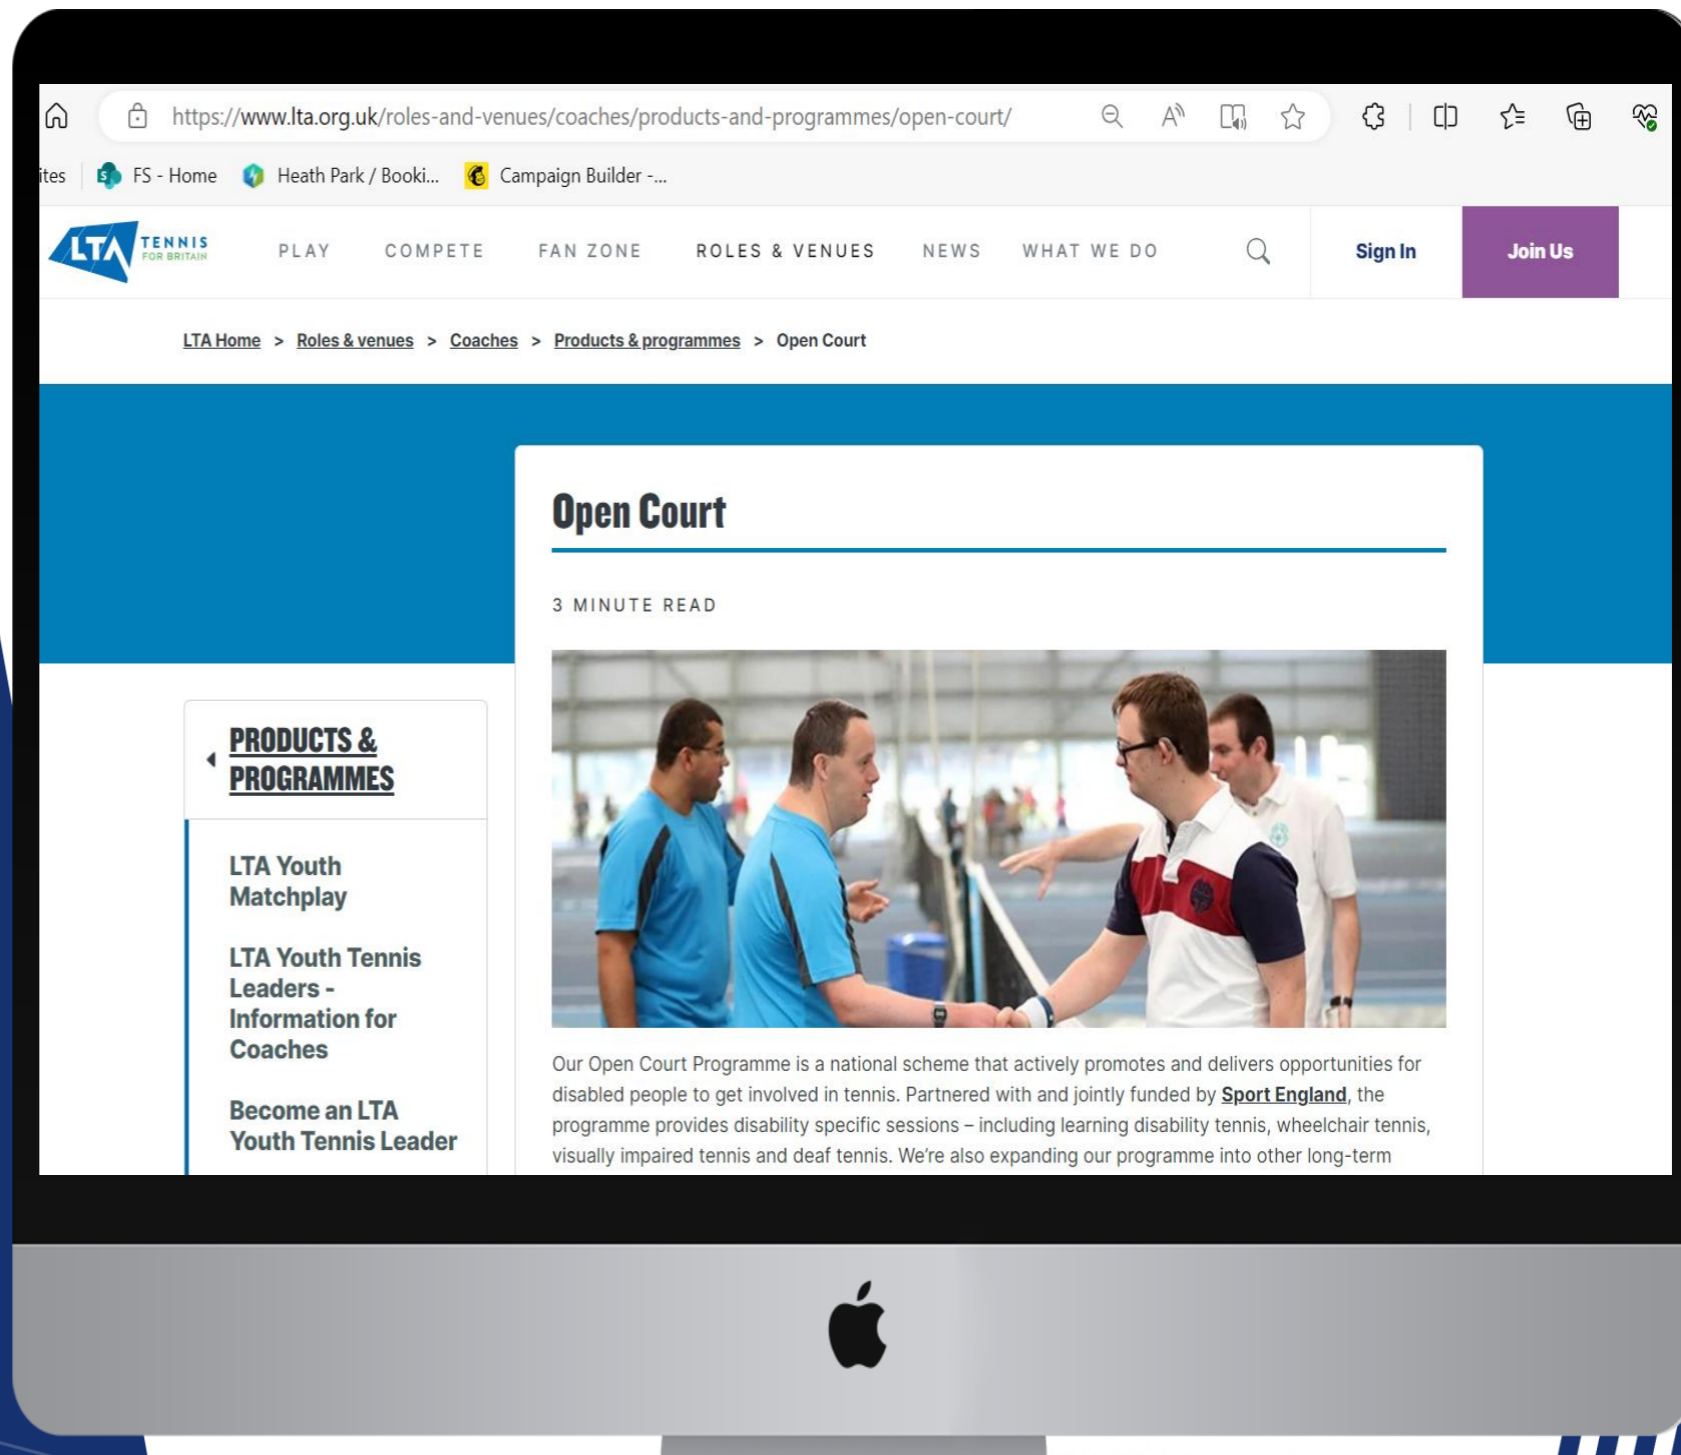 https://www.lta.org.uk/roles-and-venues/coaches/products-and-programmes/open-court/
ites FS - Home Heath Park / Booki... Campaign Builder -...
LTA TENNIS FOR BRITAIN PLAY COMPETE FAN ZONE ROLES & VENUES NEWS WHAT WE DO Sign In Join Us
LTA Home > Roles & venues > Coaches > Products & programmes > Open Court
Open Court
3 MINUTE READ
PRODUCTS &
PROGRAMMES
LTA Youth
Matchplay
LTA Youth Tennis
Leaders -
Information for
Coaches
Become an LTA
Youth Tennis Leader
Our Open Court Programme is a national scheme that actively promotes and delivers opportunities for
disabled people to get involved in tennis. Partnered with and jointly funded by Sport England, the
programme provides disability specific sessions – including learning disability tennis, wheelchair tennis,
visually impaired tennis and deaf tennis. We're also expanding our programme into other long-term